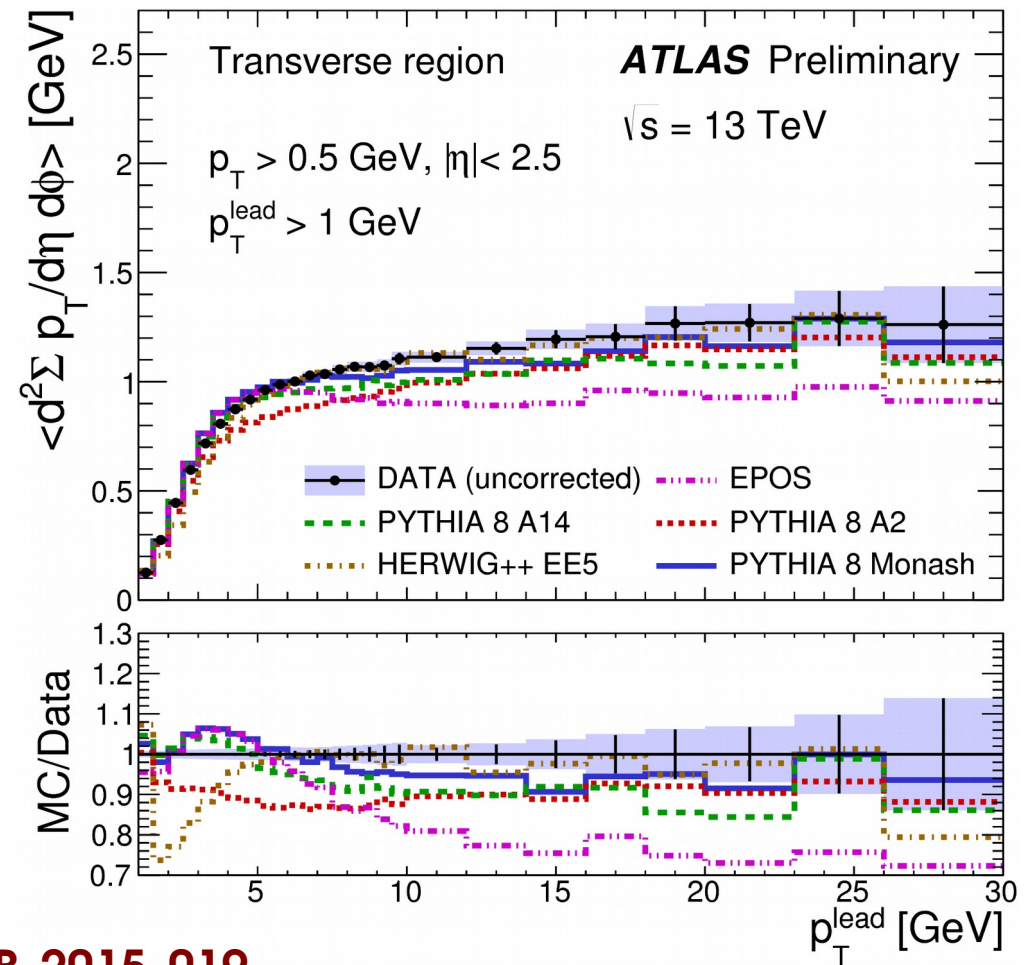 <d²Σ p_T/dη dφ> [GeV]
2.5
2
1.5
1
0.5
0
Transverse region
ATLAS Preliminary
√s = 13 TeV
p_T > 0.5 GeV, |η|< 2.5
p_T^lead > 1 GeV
DATA (uncorrected)
EPOS
PYTHIA 8 A14
PYTHIA 8 A2
HERWIG++ EE5
PYTHIA 8 Monash
MC/Data
1.3
1.2
1.1
1
0.9
0.8
0.7
5
10
15
20
25
30
p_T^lead [GeV]